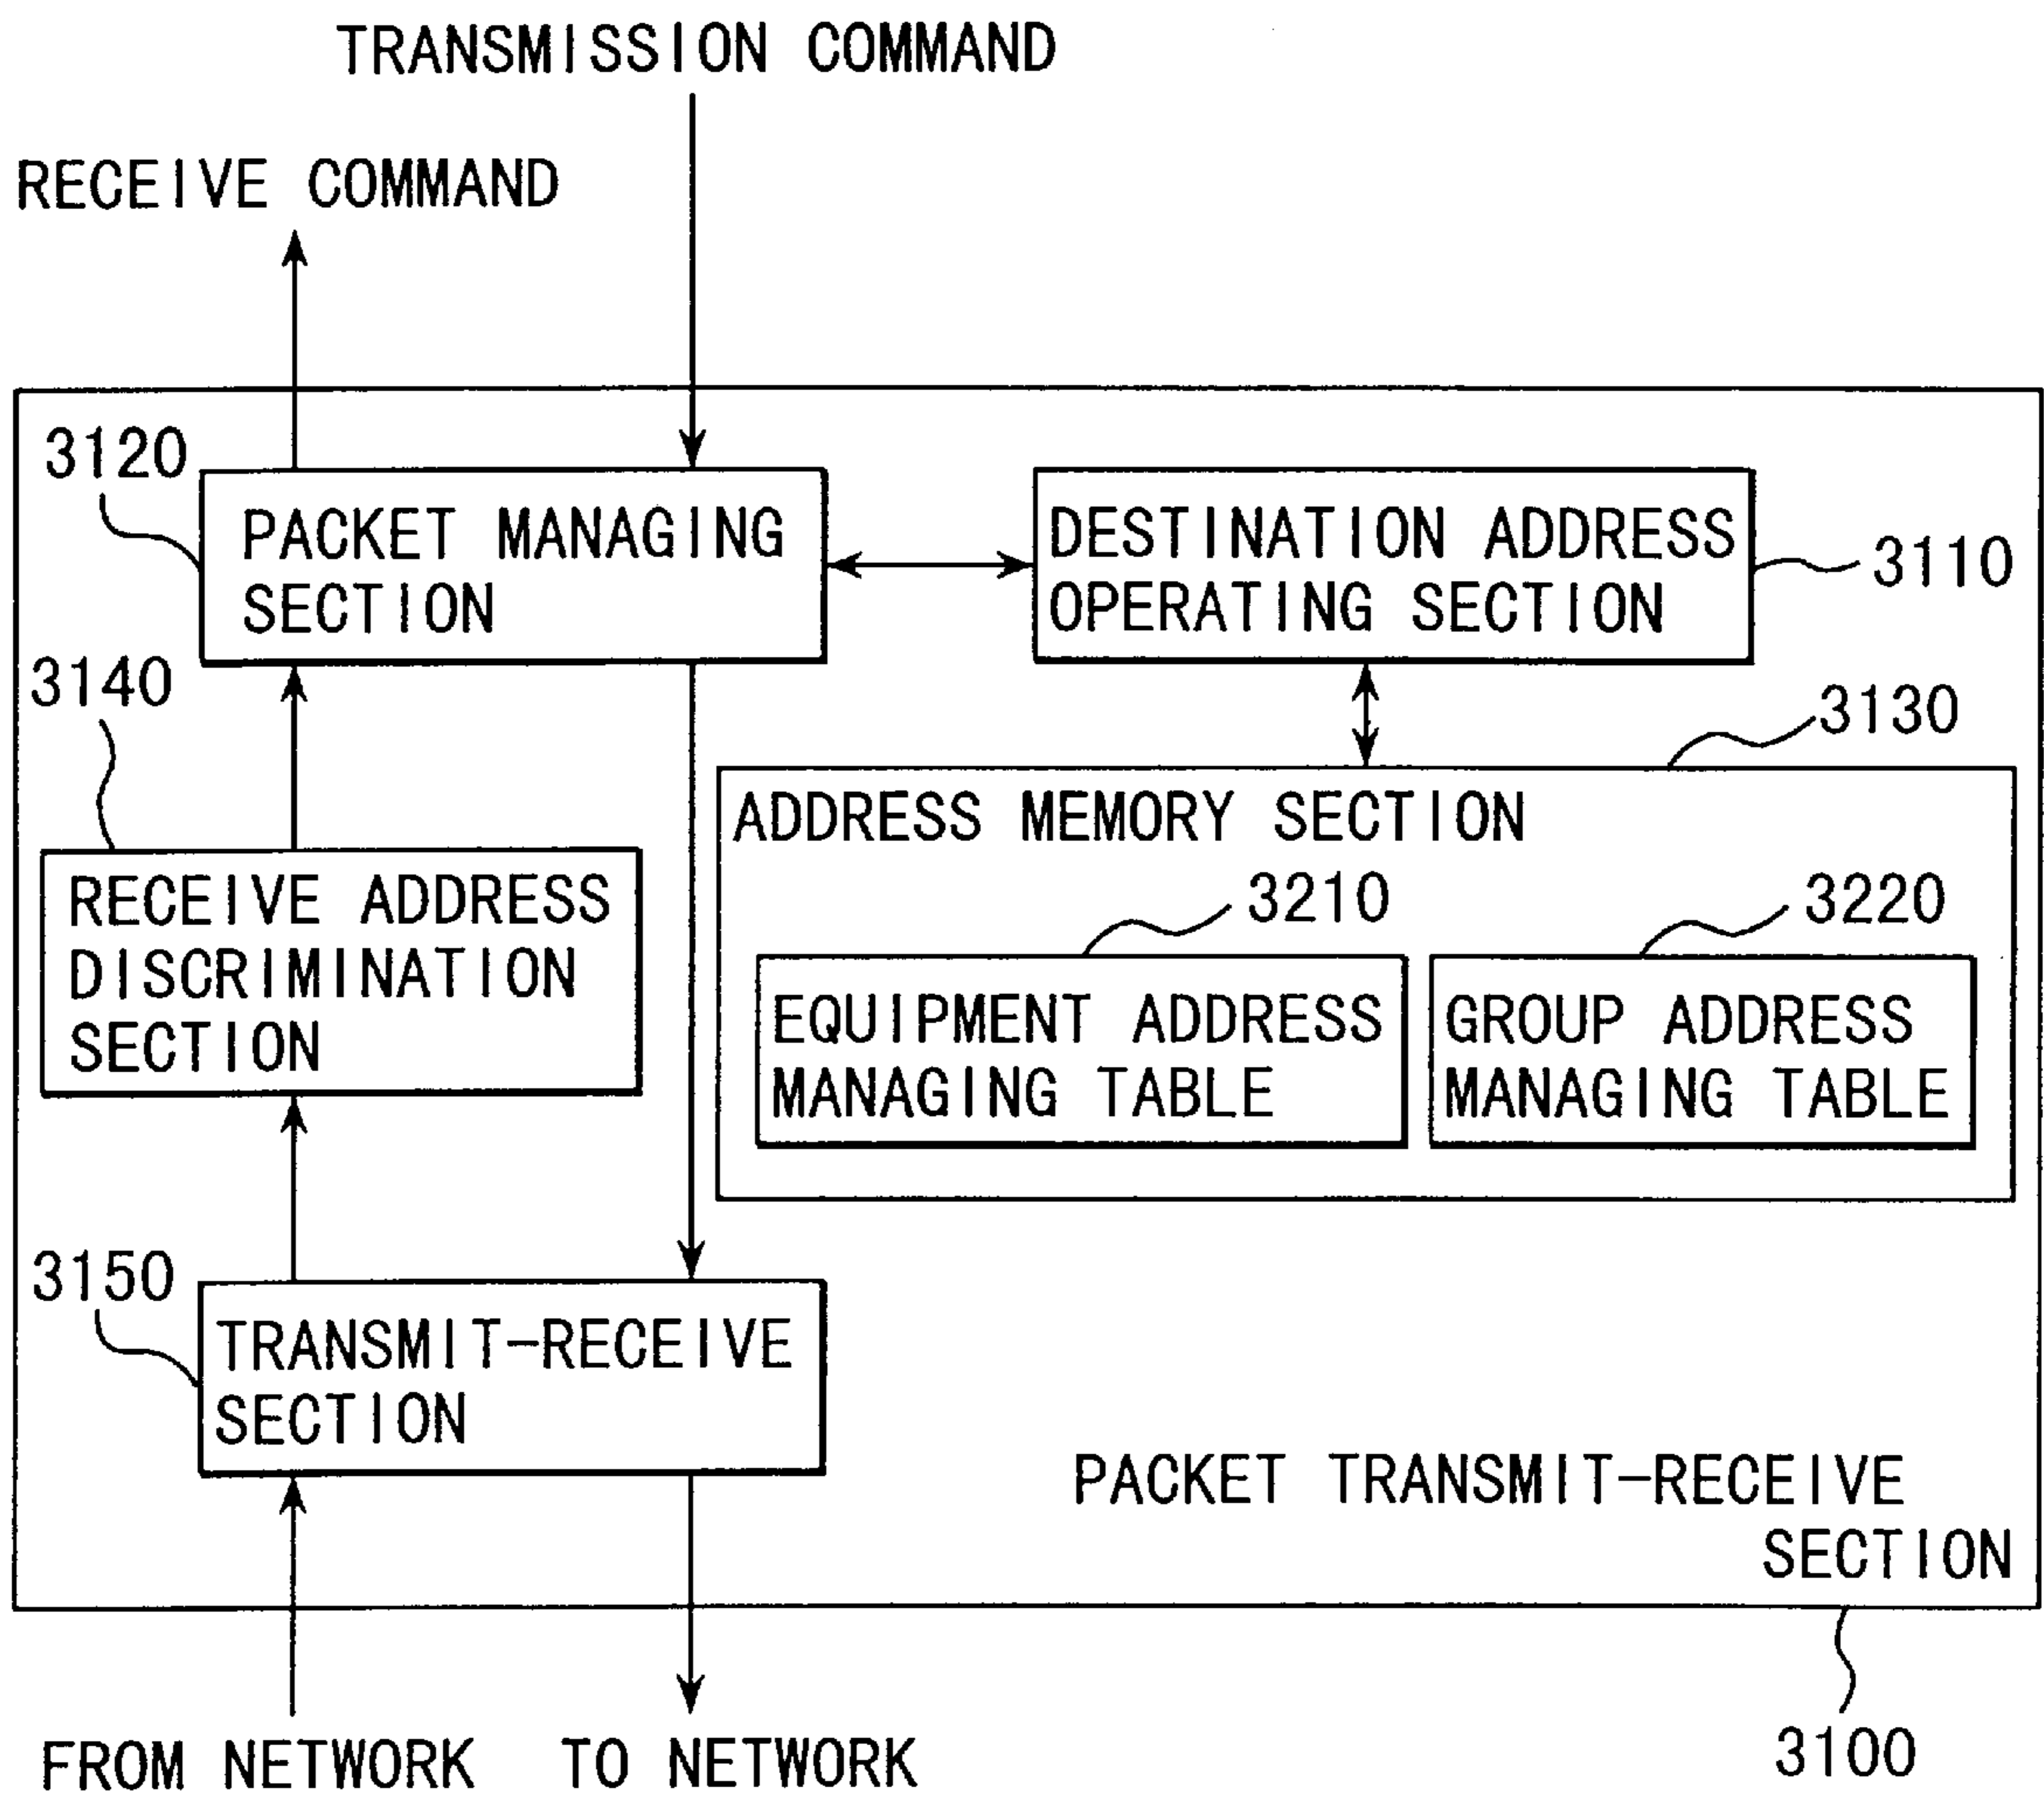 TRANSMISSION COMMAND
RECEIVE COMMAND
3120
PACKET MANAGING
SECTION
DESTINATION ADDRESS
OPERATING SECTION
3110
3140
3130
ADDRESS MEMORY SECTION
RECEIVE ADDRESS
DISCRIMINATION
SECTION
3210
3220
EQUIPMENT ADDRESS
MANAGING TABLE
GROUP ADDRESS
MANAGING TABLE
3150
TRANSMIT-RECEIVE
SECTION
PACKET TRANSMIT-RECEIVE
SECTION
FROM NETWORK
TO NETWORK
3100